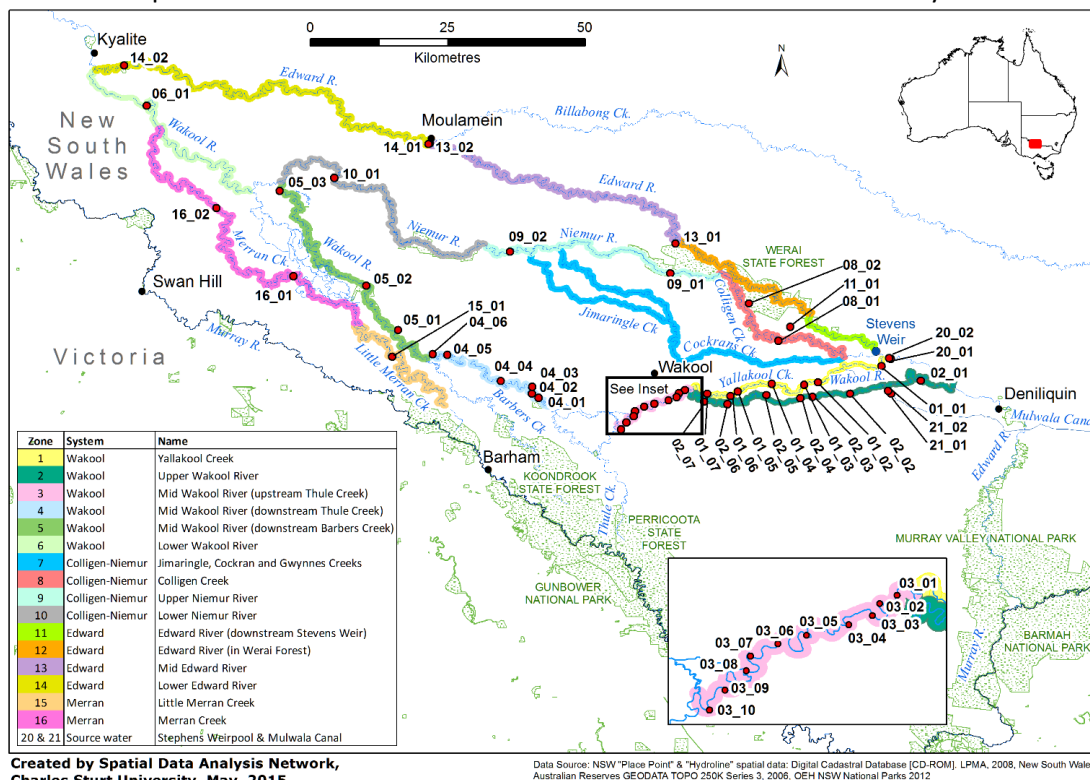 0 25 50
Kilometres
N
Kyalite
14_02
Edward R.
06_01
New
South
Wales
Wakool R.
Moulamein
14_01
13_02
Billabong Ck.
05_03
10_01
Edward R.
16_02
Niemur R.
09_02
Niemur R.
13_01
WERAI
STATE FOREST
Merran Ck.
Wakool R.
Swan Hill
16_01
05_02
09_01
Colligen Ck.
08_02
11_01
08_01
Murray R.
05_01
15_01
04_06
Jimaringle Ck
Cockrans Ck.
Stevens
Weir
20_02
20_01
Victoria
Little Merren Ck
04_05
04_04
04_03
04_02
04_01
Wakool
See Inset
Yallakool Ck.
Wakool R.
02_01
Deniliquin
Mulwala Cana
01_01
21_02
21_01
02_07
01_07
02_06
01_06
01_05
02_05
02_04
01_04
01_03
02_03
01_02
02_02
Barbers Ck
Barham
KOONDROOK
STATE FOREST
Thule Ck.
PERRICOOTA
STATE
FOREST
GUNBOWER
NATIONAL PARK
Edward R.
MURRAY VALLEY NATIONAL PARK
Murray R.
BARMAH
NATIONAL PARK
Zone System Name
1 Wakool Yallakool Creek
2 Wakool Upper Wakool River
3 Wakool Mid Wakool River (upstream Thule Creek)
4 Wakool Mid Wakool River (downstream Thule Creek)
5 Wakool Mid Wakool River (downstream Barbers Creek)
6 Wakool Lower Wakool River
7 Colligen-Niemur Jimaringle, Cockran and Gwynnes Creeks
8 Colligen-Niemur Colligen Creek
9 Colligen-Niemur Upper Niemur River
10 Colligen-Niemur Lower Niemur River
11 Edward Edward River (downstream Stevens Weir)
12 Edward Edward River (in Werai Forest)
13 Edward Mid Edward River
14 Edward Lower Edward River
15 Merran Little Merran Creek
16 Merran Merran Creek
20 & 21 Source water Stephens Weirpool & Mulwala Canal
03_01
03_02
03_03
03_04
03_05
03_06
03_07
03_08
03_09
03_10
Created by Spatial Data Analysis Network,
Charles Sturt University, May, 2015
Data Source: NSW "Place Point" & "Hydroline" spatial data: Digital Cadastral Database [CD-ROM]. LPMA, 2008, New South Wale
Australian Reserves GEODATA TOPO 250K Series 3, 2006, OEH NSW National Parks 2012